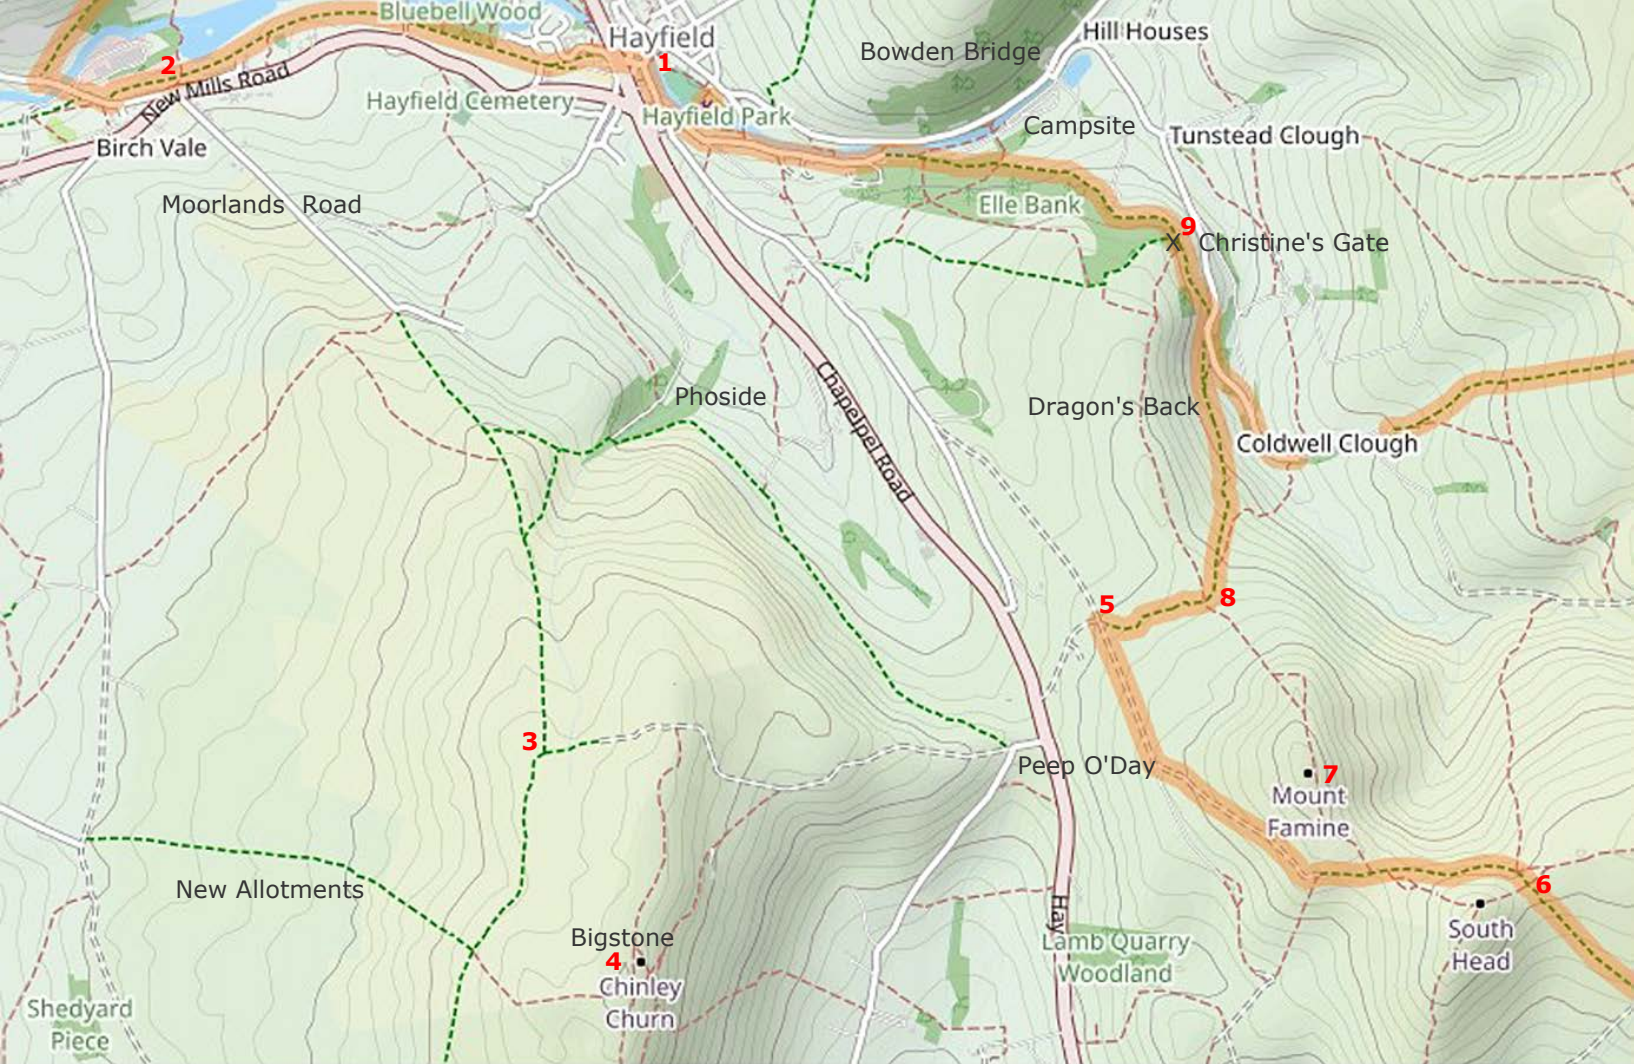 Bluebell Wood
Hayfield
Hill Houses
Bowden Bridge
1
2
New Mills Road
Hayfield Cemetery
Hayfield Park
Campsite
Tunstead Clough
Birch Vale
Moorlands Road
Elle Bank
9
X Christine's Gate
Phoside
Chapelpel Road
Dragon's Back
Coldwell Clough
5
8
3
Peep O'Day
7
Mount
Famine
New Allotments
6
Hay
Bigstone
4
Chinley
Churn
Lamb Quarry
Woodland
South
Head
Shedyard
Piece